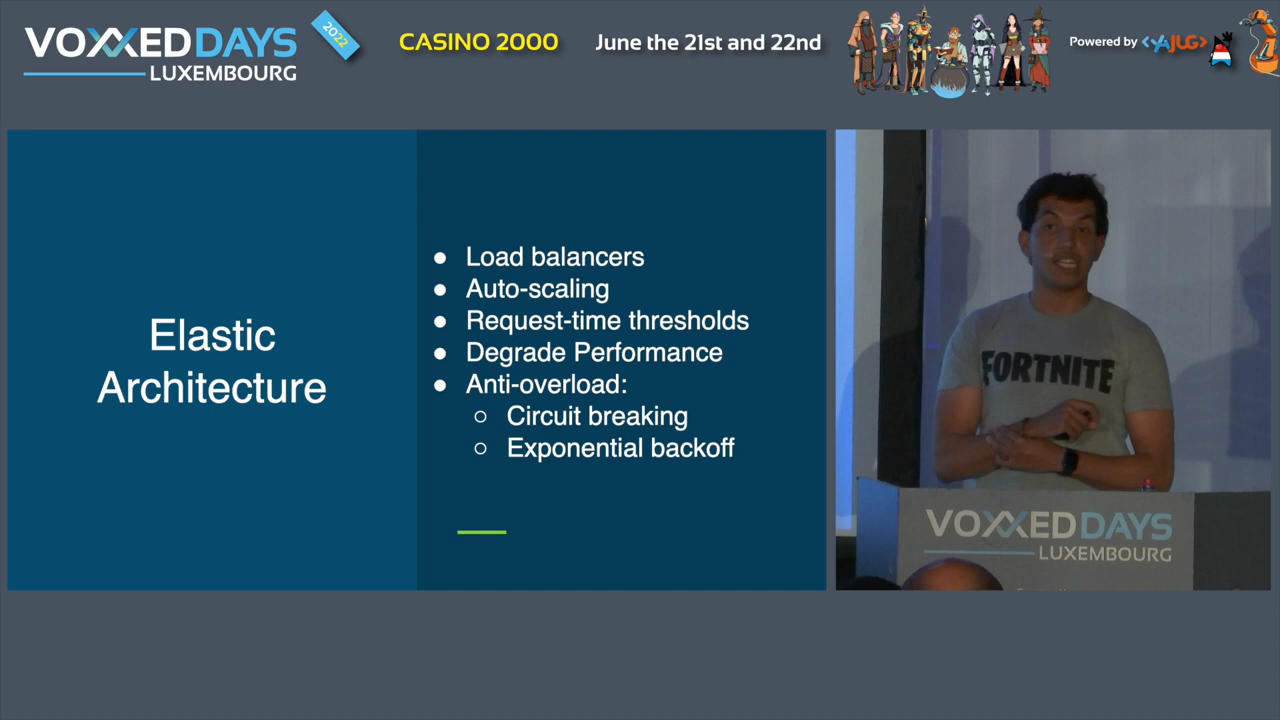 VOXXED DAYS
LUXEMBOURG
2022
CASINO 2000
June the 21st and 22nd
Powered by <YAJUG>
Elastic
Architecture
● Load balancers
● Auto-scaling
● Request-time thresholds
● Degrade Performance
● Anti-overload:
○ Circuit breaking
○ Exponential backoff
FORTNITE
VOXXED DAYS
LUXEMBOURG